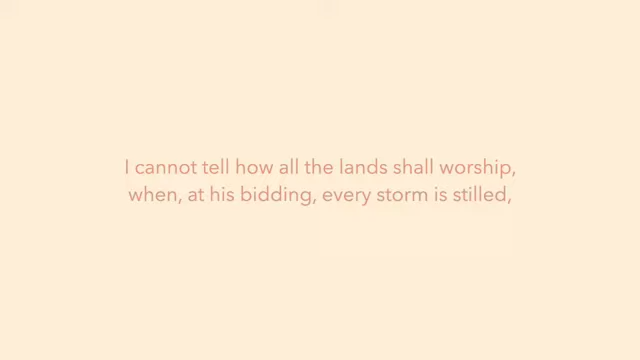 I cannot tell how all the lands shall worship,
when, at his bidding, every storm is stilled,